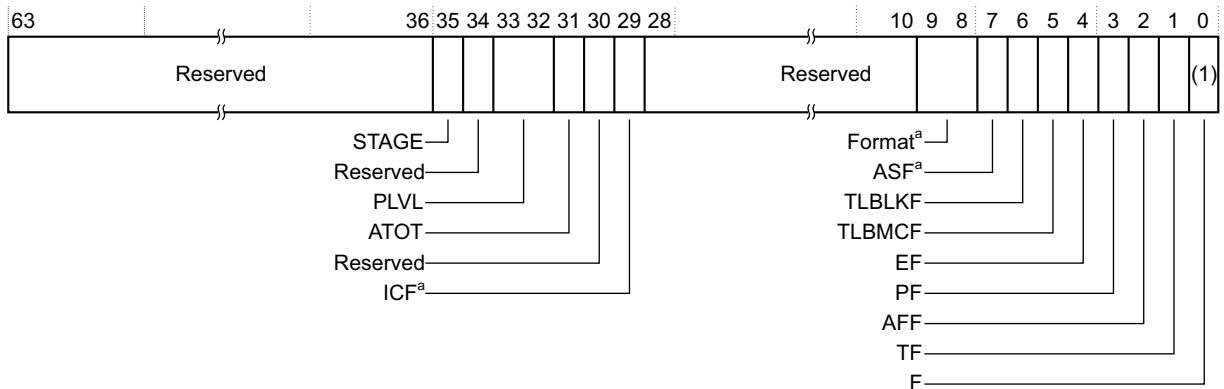 63 36 35 34 33 32 31 30 29 28 10 9 8 7 6 5 4 3 2 1 0
Reserved Reserved (1)
STAGE
Reserved
PLVL
ATOT
Reserved
ICFa
Formata
ASFa
TLBLKF
TLBMCF
EF
PF
AFF
TF
F